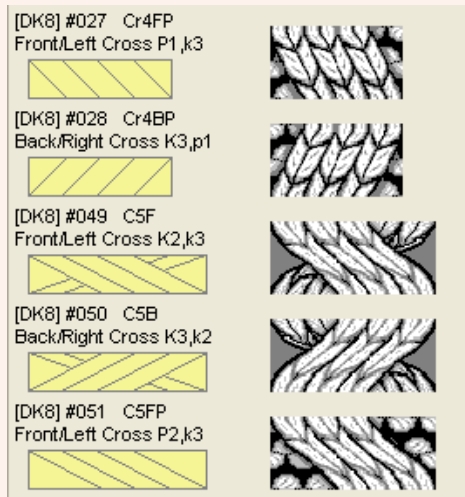 [DK8] #027 Cr4FP
Front/Left Cross P1,k3
[DK8] #028 Cr4BP
Back/Right Cross K3,p1
[DK8] #049 C5F
Front/Left Cross K2,k3
[DK8] #050 C5B
Back/Right Cross K3,k2
[DK8] #051 C5FP
Front/Left Cross P2,k3